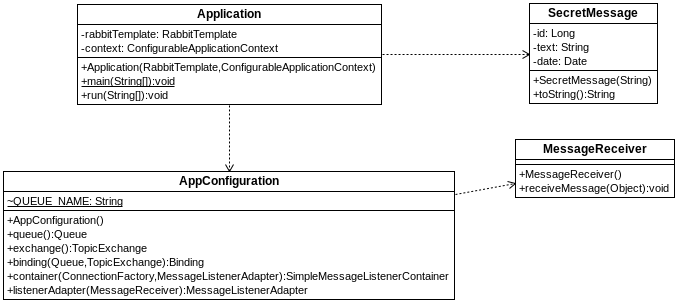 Application
-rabbitTemplate: RabbitTemplate
-context: ConfigurableApplicationContext
+Application(RabbitTemplate,ConfigurableApplicationContext)
+main(String[]):void
+run(String[]):void
SecretMessage
-id: Long
-text: String
-date: Date
+SecretMessage(String)
+toString():String
AppConfiguration
~QUEUE_NAME: String
+AppConfiguration()
+queue():Queue
+exchange():TopicExchange
+binding(Queue,TopicExchange):Binding
+container(ConnectionFactory,MessageListenerAdapter):SimpleMessageListenerContainer
+listenerAdapter(MessageReceiver):MessageListenerAdapter
MessageReceiver
+MessageReceiver()
+receiveMessage(Object):void